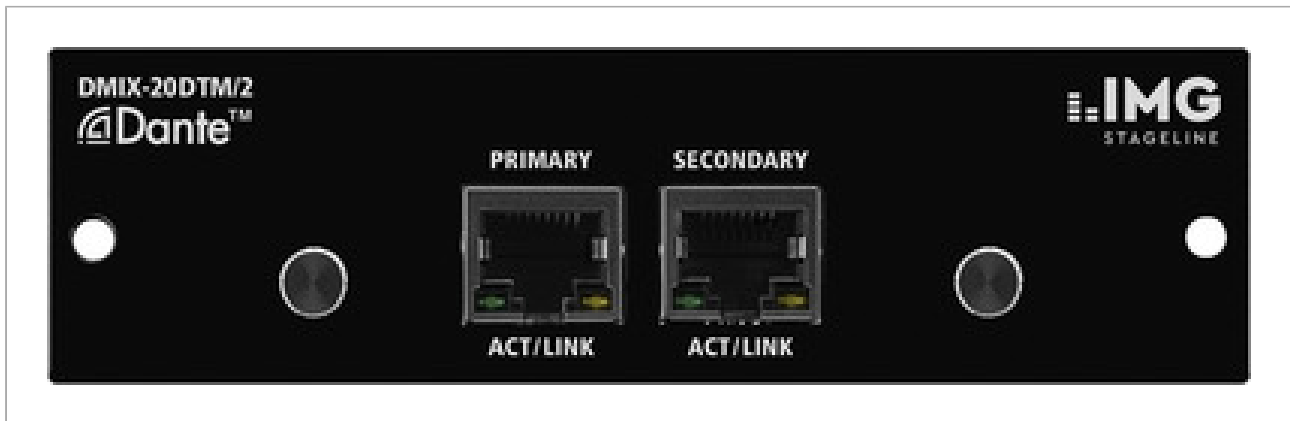 DMIX-20DTM/2
Dante™
IMG
STAGELINE
PRIMARY
SECONDARY
ACT/LINK
ACT/LINK